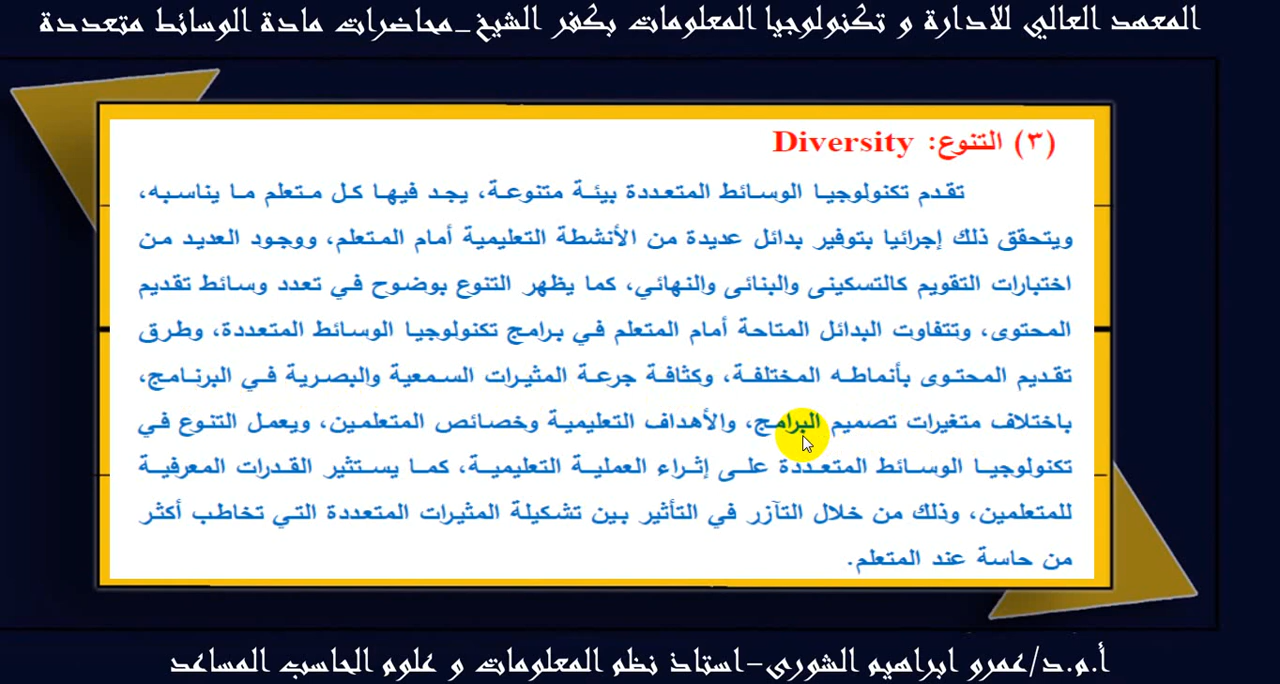 المعهد العالي للادارة و تكنولوجيا المعلومات بكفر الشيخ_محاضرات مادة الوسائط متعددة
(٣) التنوع: Diversity
تقدم تكنولوجيا الوسائط المتعددة بيئة متنوعة، يجد فيها كل متعلم ما يناسبه،
ويتحقق ذلك إجرائيا بتوفير بدائل عديدة من الأنشطة التعليمية أمام المتعلم، ووجود العديد من
اختبارات التقويم كالتسكينى والبنائى والنهائي، كما يظهر التنوع بوضوح في تعدد وسائط تقديم
المحتوى، وتتفاوت البدائل المتاحة أمام المتعلم في برامج تكنولوجيا الوسائط المتعددة، وطرق
تقديم المحتوى بأنماطه المختلفة، وكثافة جرعة المثيرات السمعية والبصرية في البرنامج،
باختلاف متغيرات تصميم البرامج، والأهداف التعليمية وخصائص المتعلمين، ويعمل التنوع في
تكنولوجيا الوسائط المتعددة على إثراء العملية التعليمية، كما يستثير القدرات المعرفية
للمتعلمين، وذلك من خلال التآزر في التأثير بين تشكيلة المثيرات المتعددة التي تخاطب أكثر
من حاسة عند المتعلم.
أ.م.د/عمرو ابراهيم الشورى-استاذ نظم المعلومات و علوم الحاسب المساعد